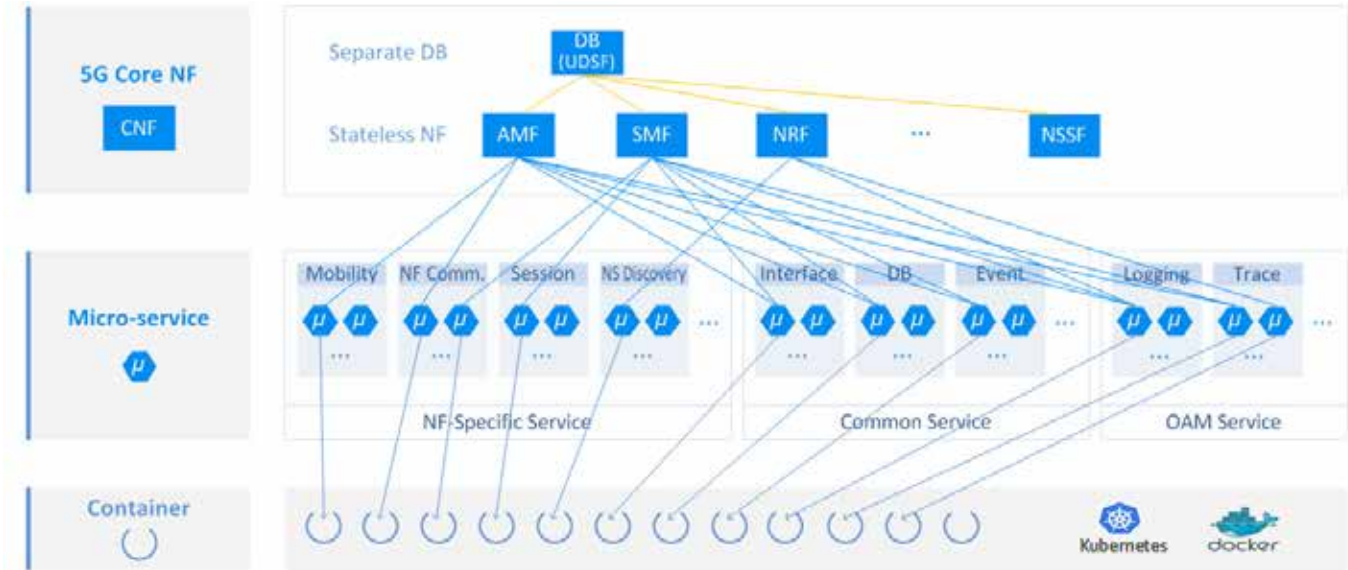 5G Core NF
CNF
Separate DB
DB
(UDSF)
Stateless NF
AMF
SMF
NRF
...
NSSF
Micro-service
μ
Mobility
NF Comm.
Session
NS Discovery
Interface
DB
Event
Logging
Trace
μ μ μ μ μ μ μ μ ... μ μ μ μ μ μ ... μ μ μ μ ...
... ... ... ... ... ... ... ... ...
NF-Specific Service
Common Service
OAM Service
Container
Kubernetes
docker